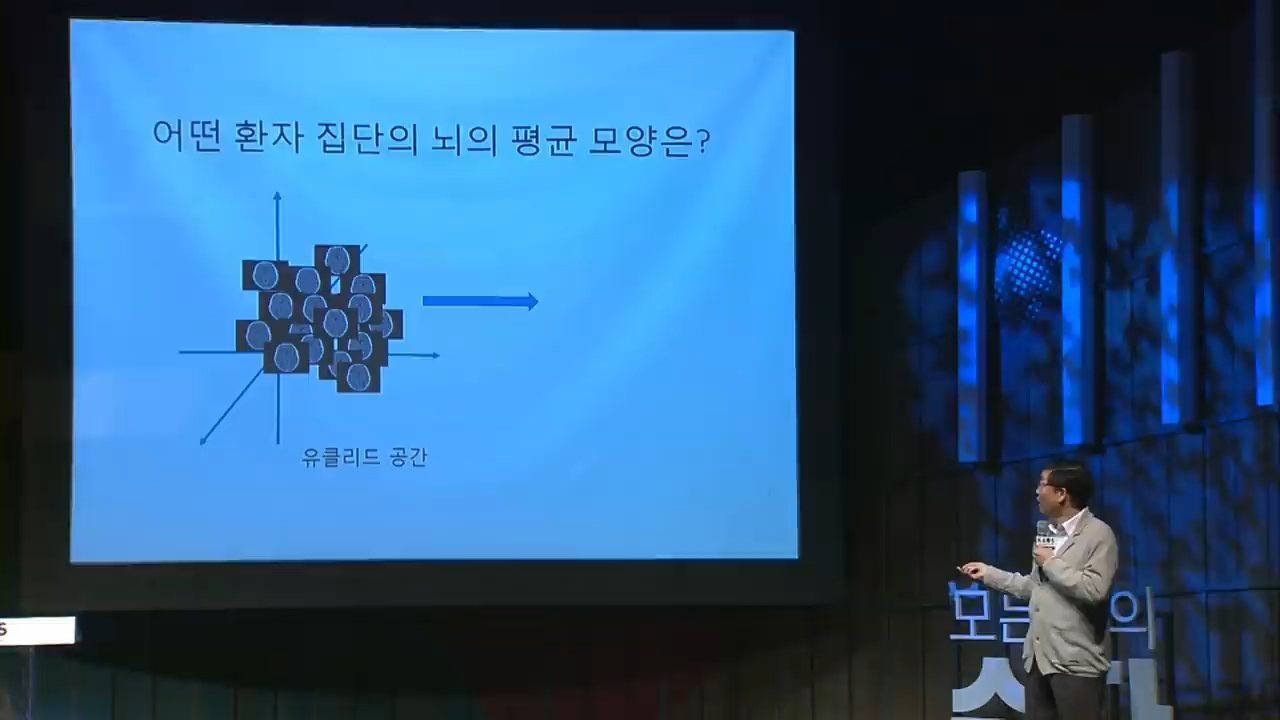 어떤 환자 집단의 뇌의 평균 모양은?
유클리드 공간
의